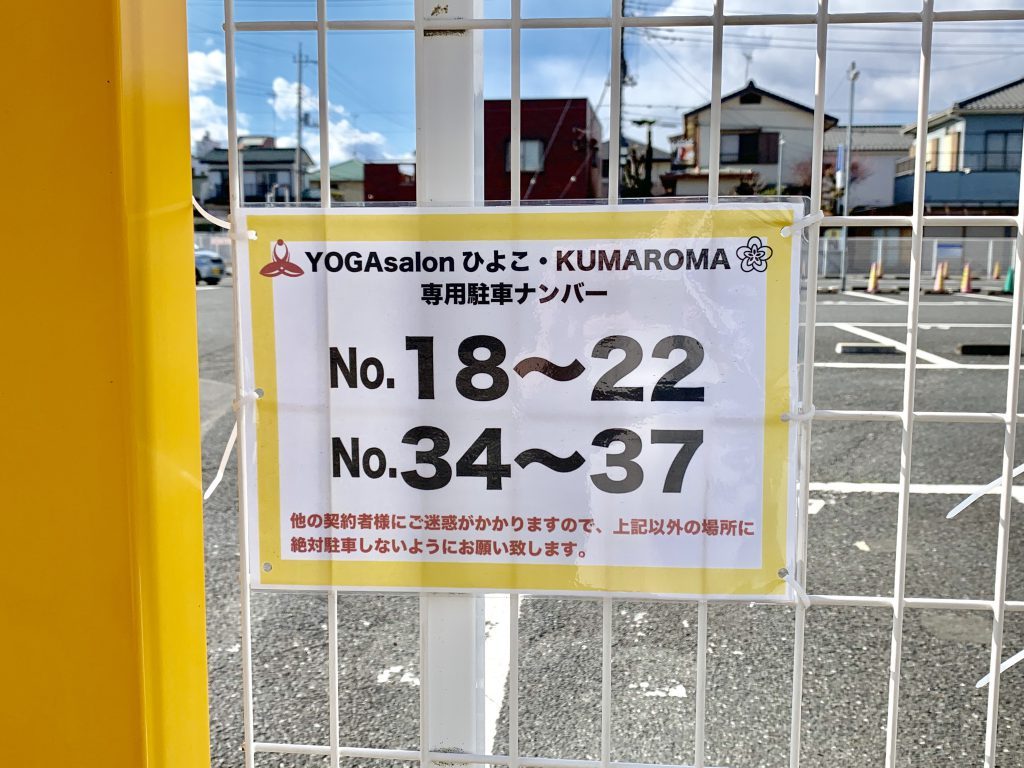 YOGAsalon ひよこ・KUMAROMA
専用駐車ナンバー
No.18〜22
No.34〜37
他の契約者様にご迷惑がかかりますので、上記以外の場所に
絶対駐車しないようにお願い致します。